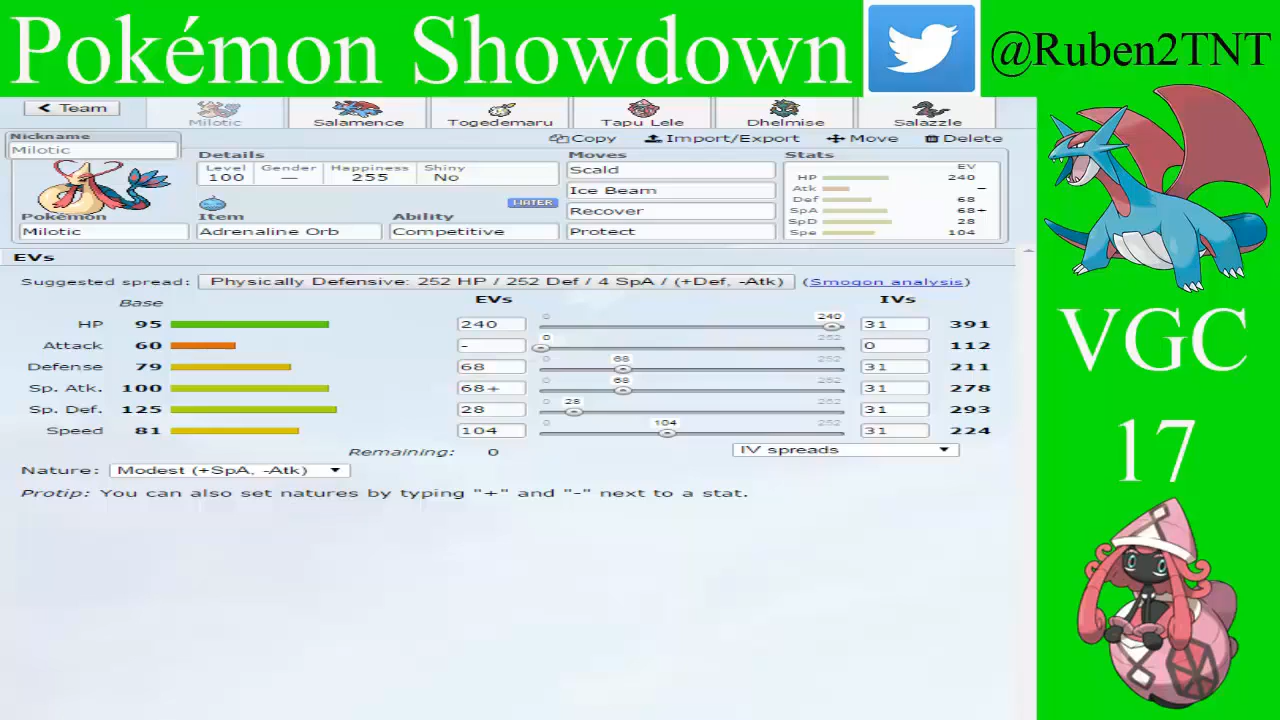 Pokémon Showdown @Ruben2TNT
< Team Milotic Salamence Togedemaru Tapu Lele Dhelmise Salazzle
Nickname Copy Import/Export Move Delete
Milotic
Details Moves Stats
Level Gender Happiness Shiny Scald EV
100 — 255 No HP 240
Ice Beam Atk -
Def 68
WATER Recover SpA 68+
Pokémon Item Ability SpD 28
Milotic Adrenaline Orb Competitive Protect Spe 104
EVs
Suggested spread: Physically Defensive: 252 HP / 252 Def / 4 SpA / (+Def, -Atk) (Smogon analysis)
Base EVs IVs
0 240
HP 95 240 31 391
0 252
Attack 60 - 0 112
68
Defense 79 68 31 211
0 68 252
Sp. Atk. 100 68+ 31 278
0 28 252
Sp. Def. 125 28 31 293
0 104 252
Speed 81 104 31 224
Remaining: 0 IV spreads
Nature: Modest (+SpA, -Atk)
Protip: You can also set natures by typing "+" and "-" next to a stat.
VGC
17